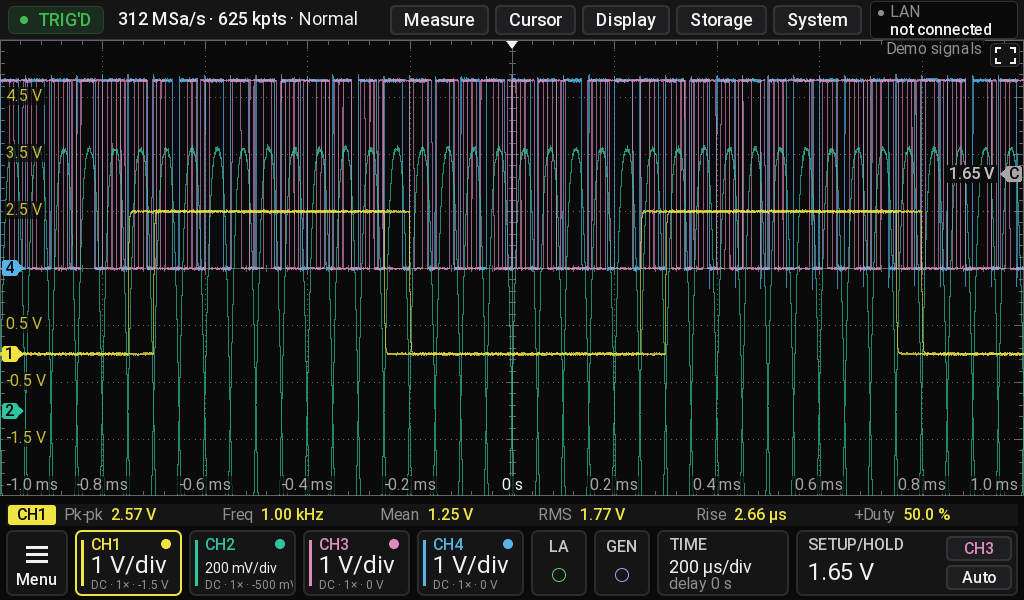 TRIG'D 312 MSa/s · 625 kpts · Normal Measure Cursor Display Storage System LAN
not connected
Demo signals
4.5 V
3.5 V
1.65 V C
2.5 V
4
0.5 V
1
-0.5 V
2
-1.5 V
-1.0 ms -0.8 ms -0.6 ms -0.4 ms -0.2 ms 0 s 0.2 ms 0.4 ms 0.6 ms 0.8 ms 1.0 ms
CH1 Pk-pk 2.57 V Freq 1.00 kHz Mean 1.25 V RMS 1.77 V Rise 2.66 µs +Duty 50.0 %
CH1 CH2 CH3 CH4 LA GEN TIME SETUP/HOLD CH3
1 V/div 200 mV/div 1 V/div 1 V/div 200 µs/div 1.65 V
Menu DC · 1× · -1.5 V DC · 1× · -500 mV DC · 1× · 0 V DC · 1× · 0 V delay 0 s Auto